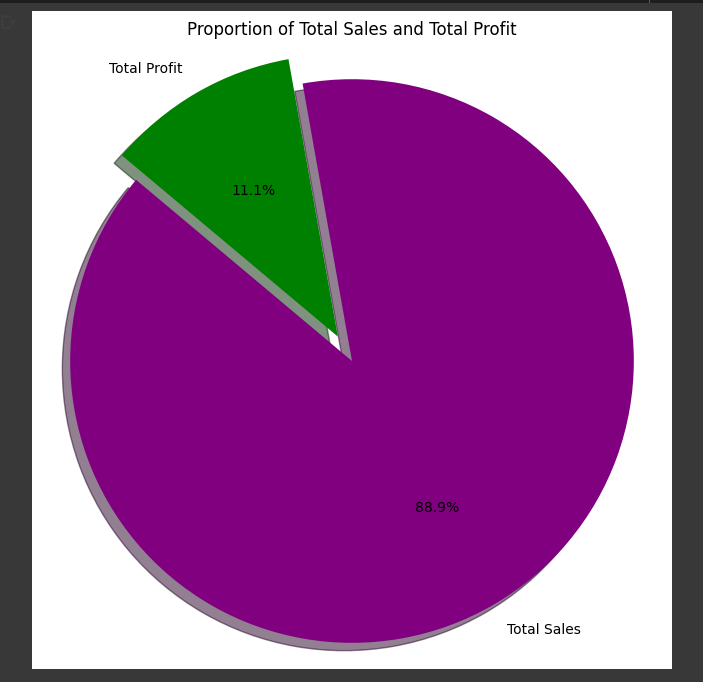 Proportion of Total Sales and Total Profit
Total Profit
11.1%
88.9%
Total Sales